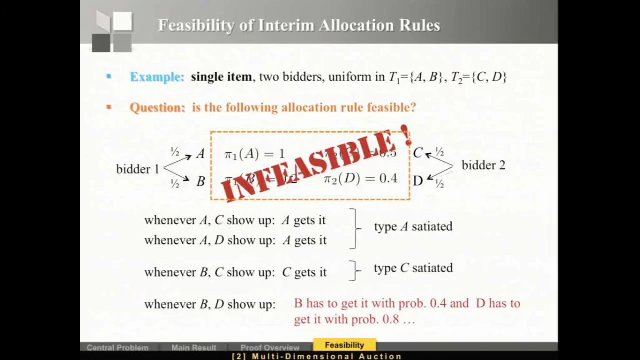 Feasibility of Interim Allocation Rules
Example: single item, two bidders, uniform in T₁={A, B}, T₂={C, D}
Question: is the following allocation rule feasible?
½ A π₁(A) = 1 C ½
bidder 1 INFEASIBLE! bidder 2
½ B π₂(D) = 0.4 D ½
whenever A, C show up: A gets it
whenever A, D show up: A gets it
type A satiated
whenever B, C show up: C gets it
type C satiated
whenever B, D show up: B has to get it with prob. 0.4 and D has to
get it with prob. 0.8 …
Central Problem Main Result Proof Overview Feasibility
[2] Multi-Dimensional Auction